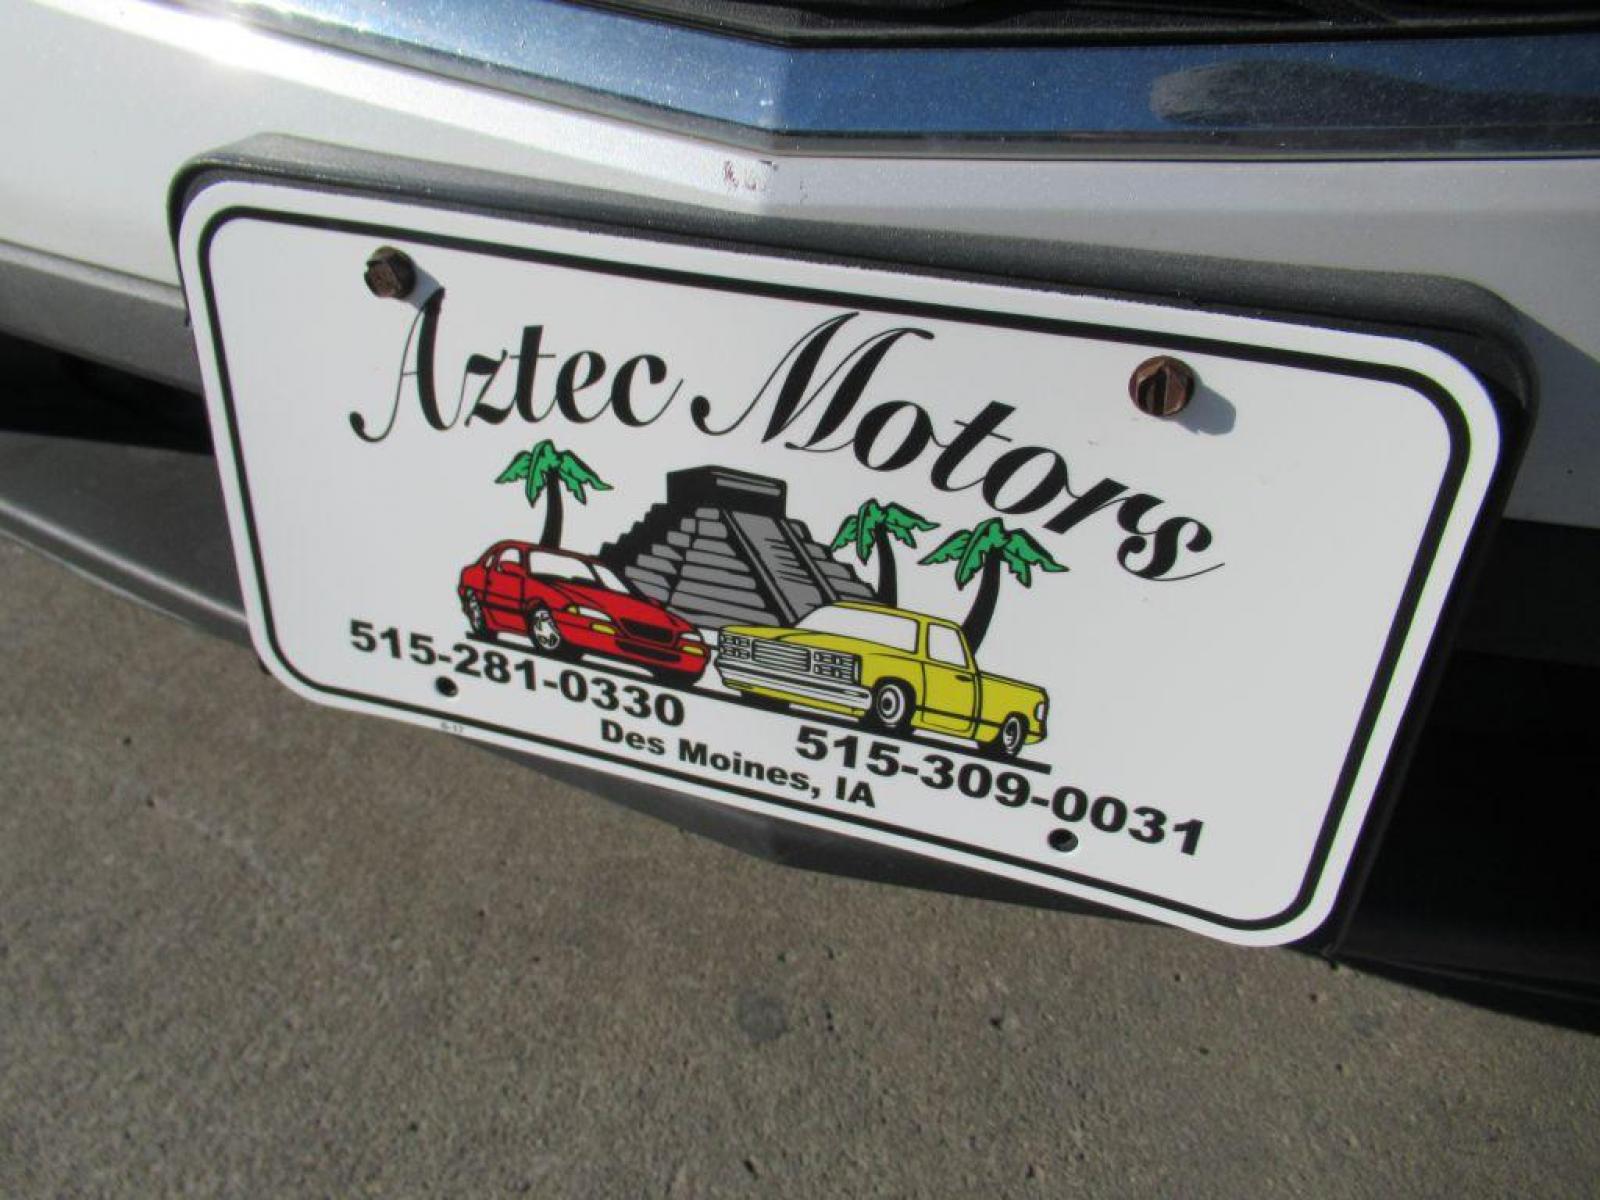 Aztec Motors
515-281-0330
515-309-0031
Des Moines, IA